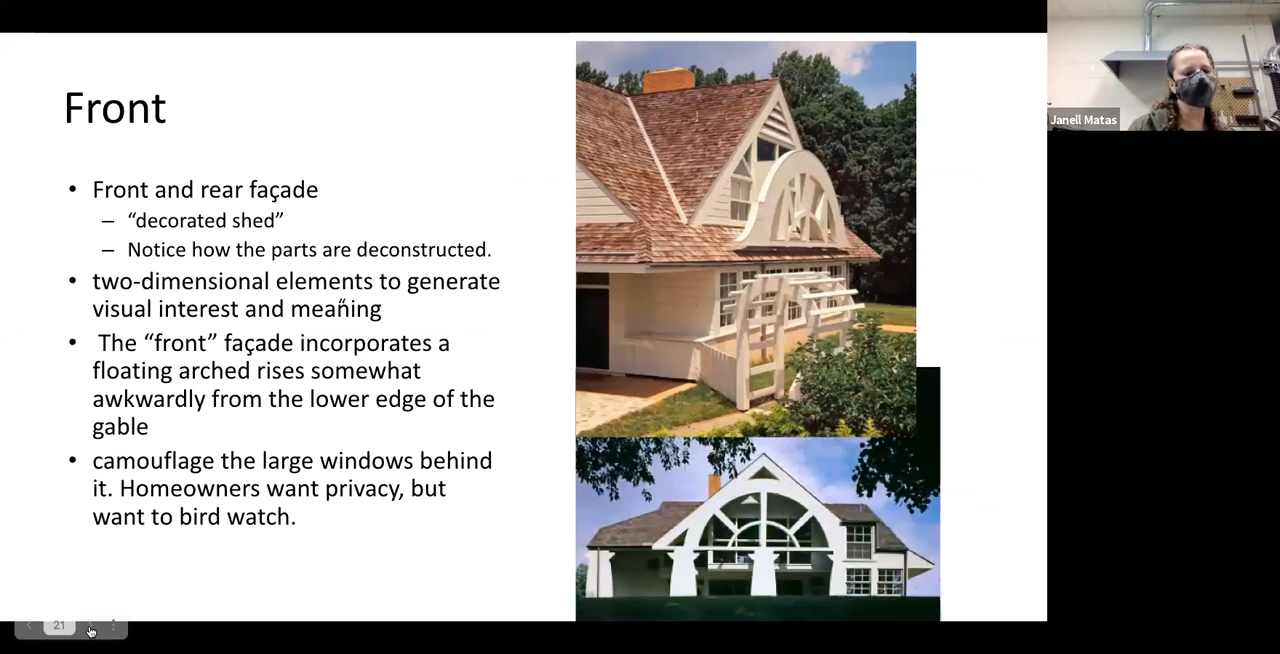 Front
• Front and rear façade
– “decorated shed”
– Notice how the parts are deconstructed.
• two-dimensional elements to generate
visual interest and meaning
• The “front” façade incorporates a
floating arched rises somewhat
awkwardly from the lower edge of the
gable
• camouflage the large windows behind
it. Homeowners want privacy, but
want to bird watch.
Janell Matas
21